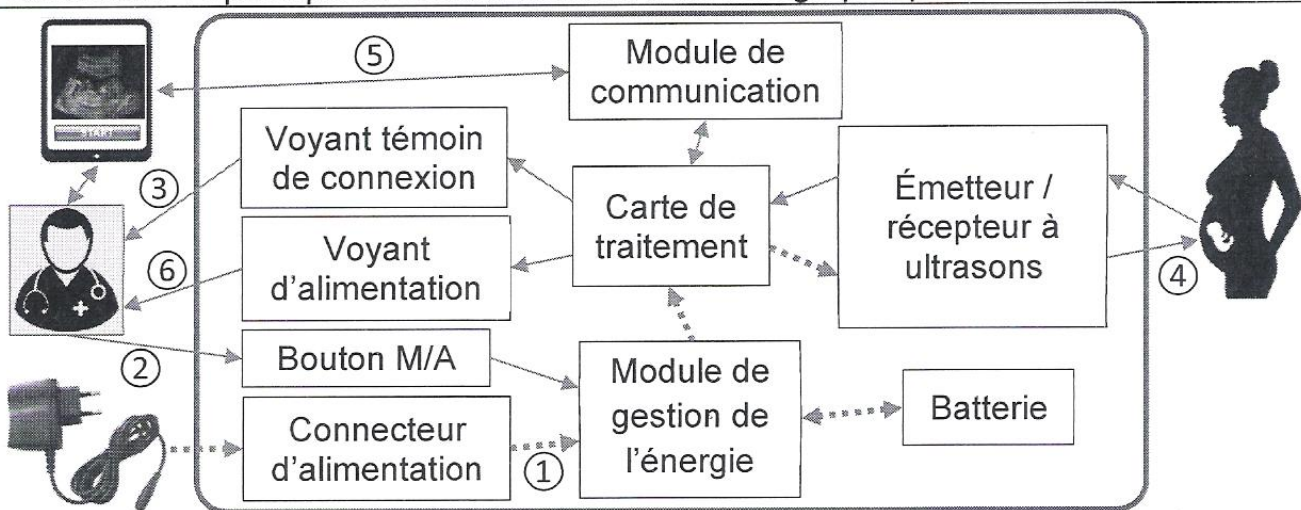 ⑤
Module de
communication
START
Voyant témoin
de connexion
③
Carte de
traitement
Émetteur /
récepteur à
ultrasons
Voyant
d'alimentation
⑥
④
Bouton M/A
②
Module de
gestion de
l'énergie
Batterie
Connecteur
d'alimentation
①